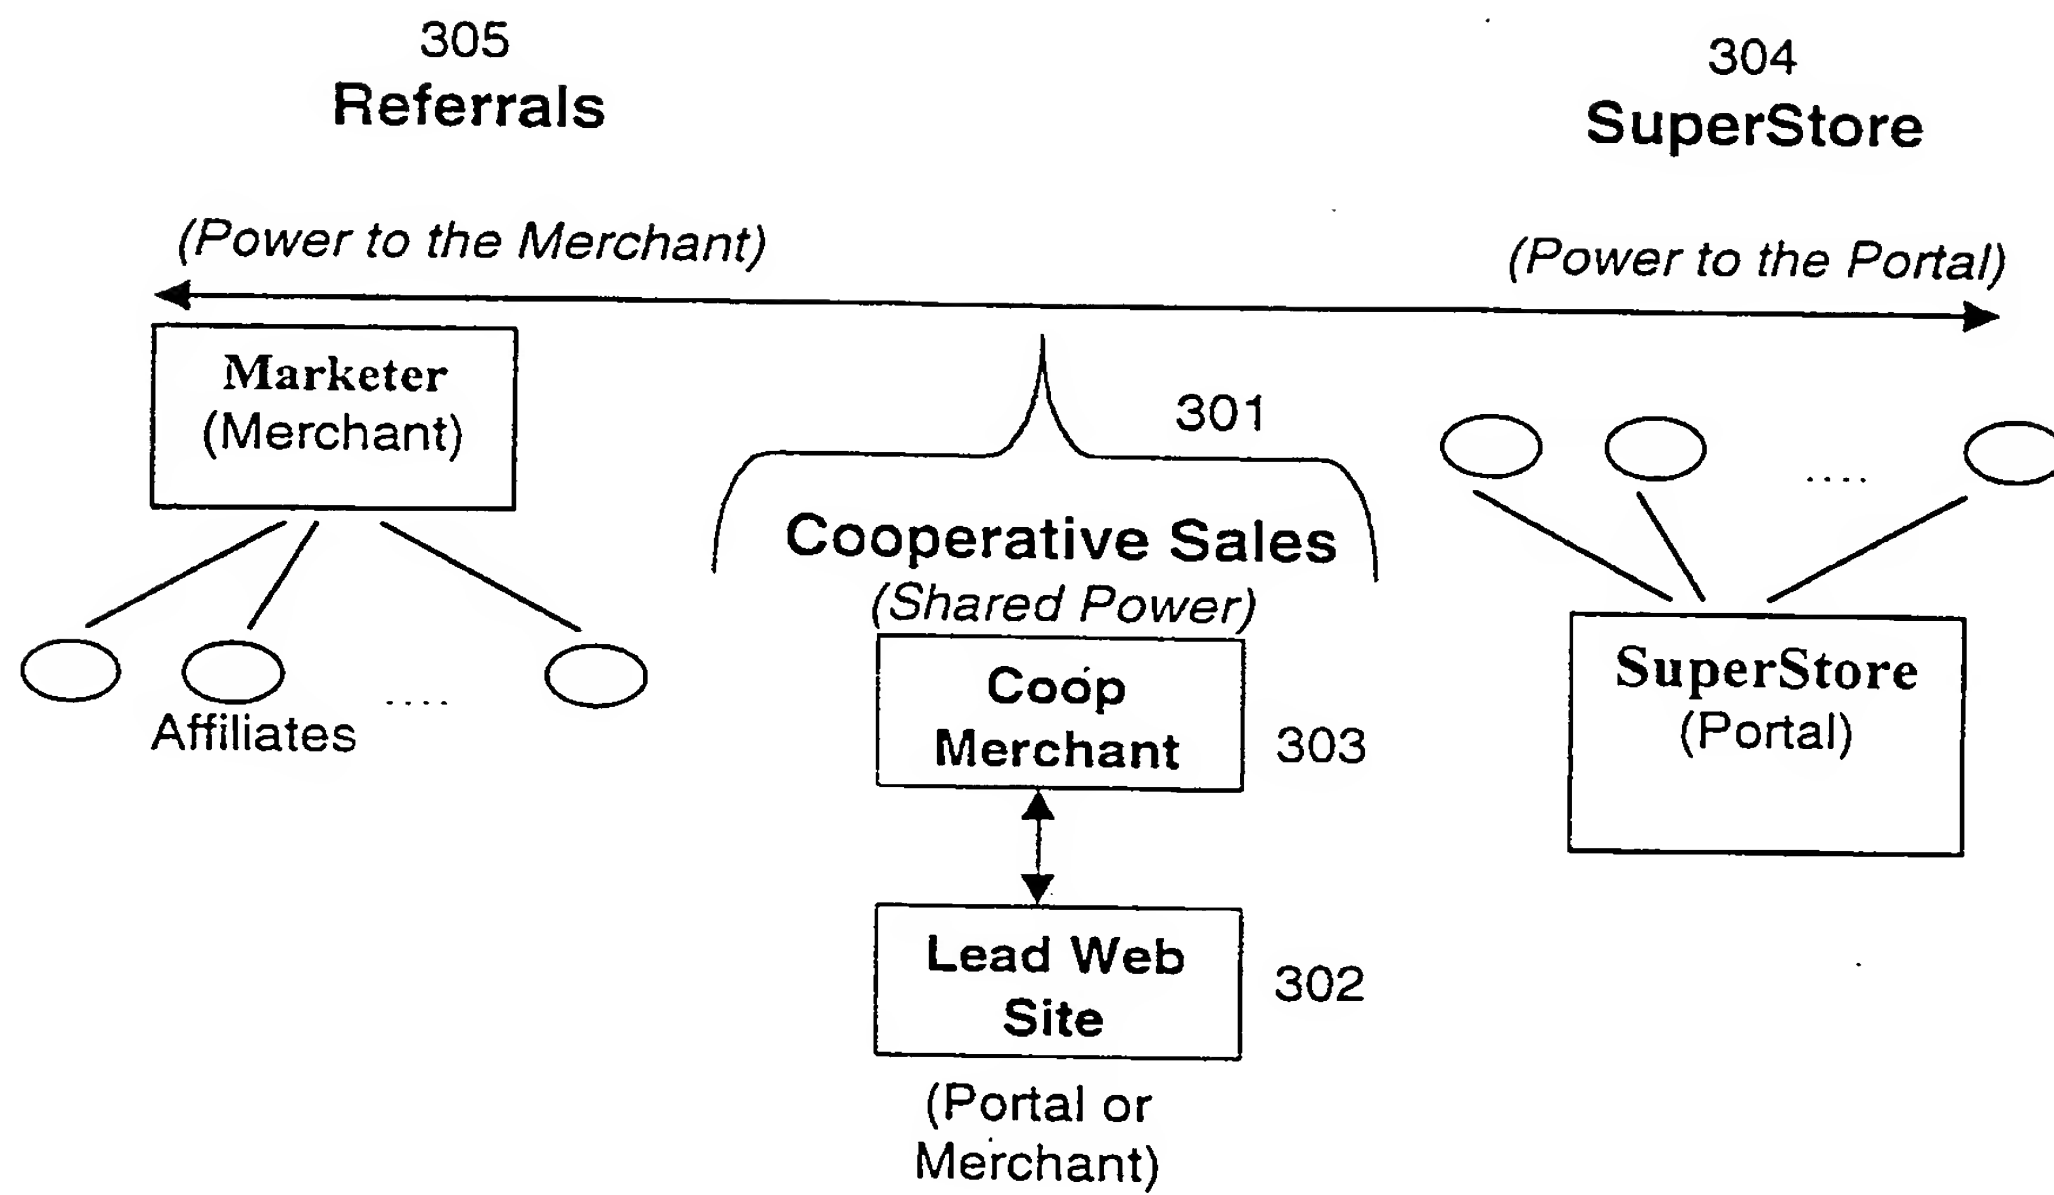 305
Referrals
304
SuperStore
(Power to the Merchant)
(Power to the Portal)
Marketer
(Merchant)
301
Cooperative Sales
(Shared Power)
Coop
Merchant
303
Affiliates
....
....
SuperStore
(Portal)
Lead Web
Site
302
(Portal or
Merchant)